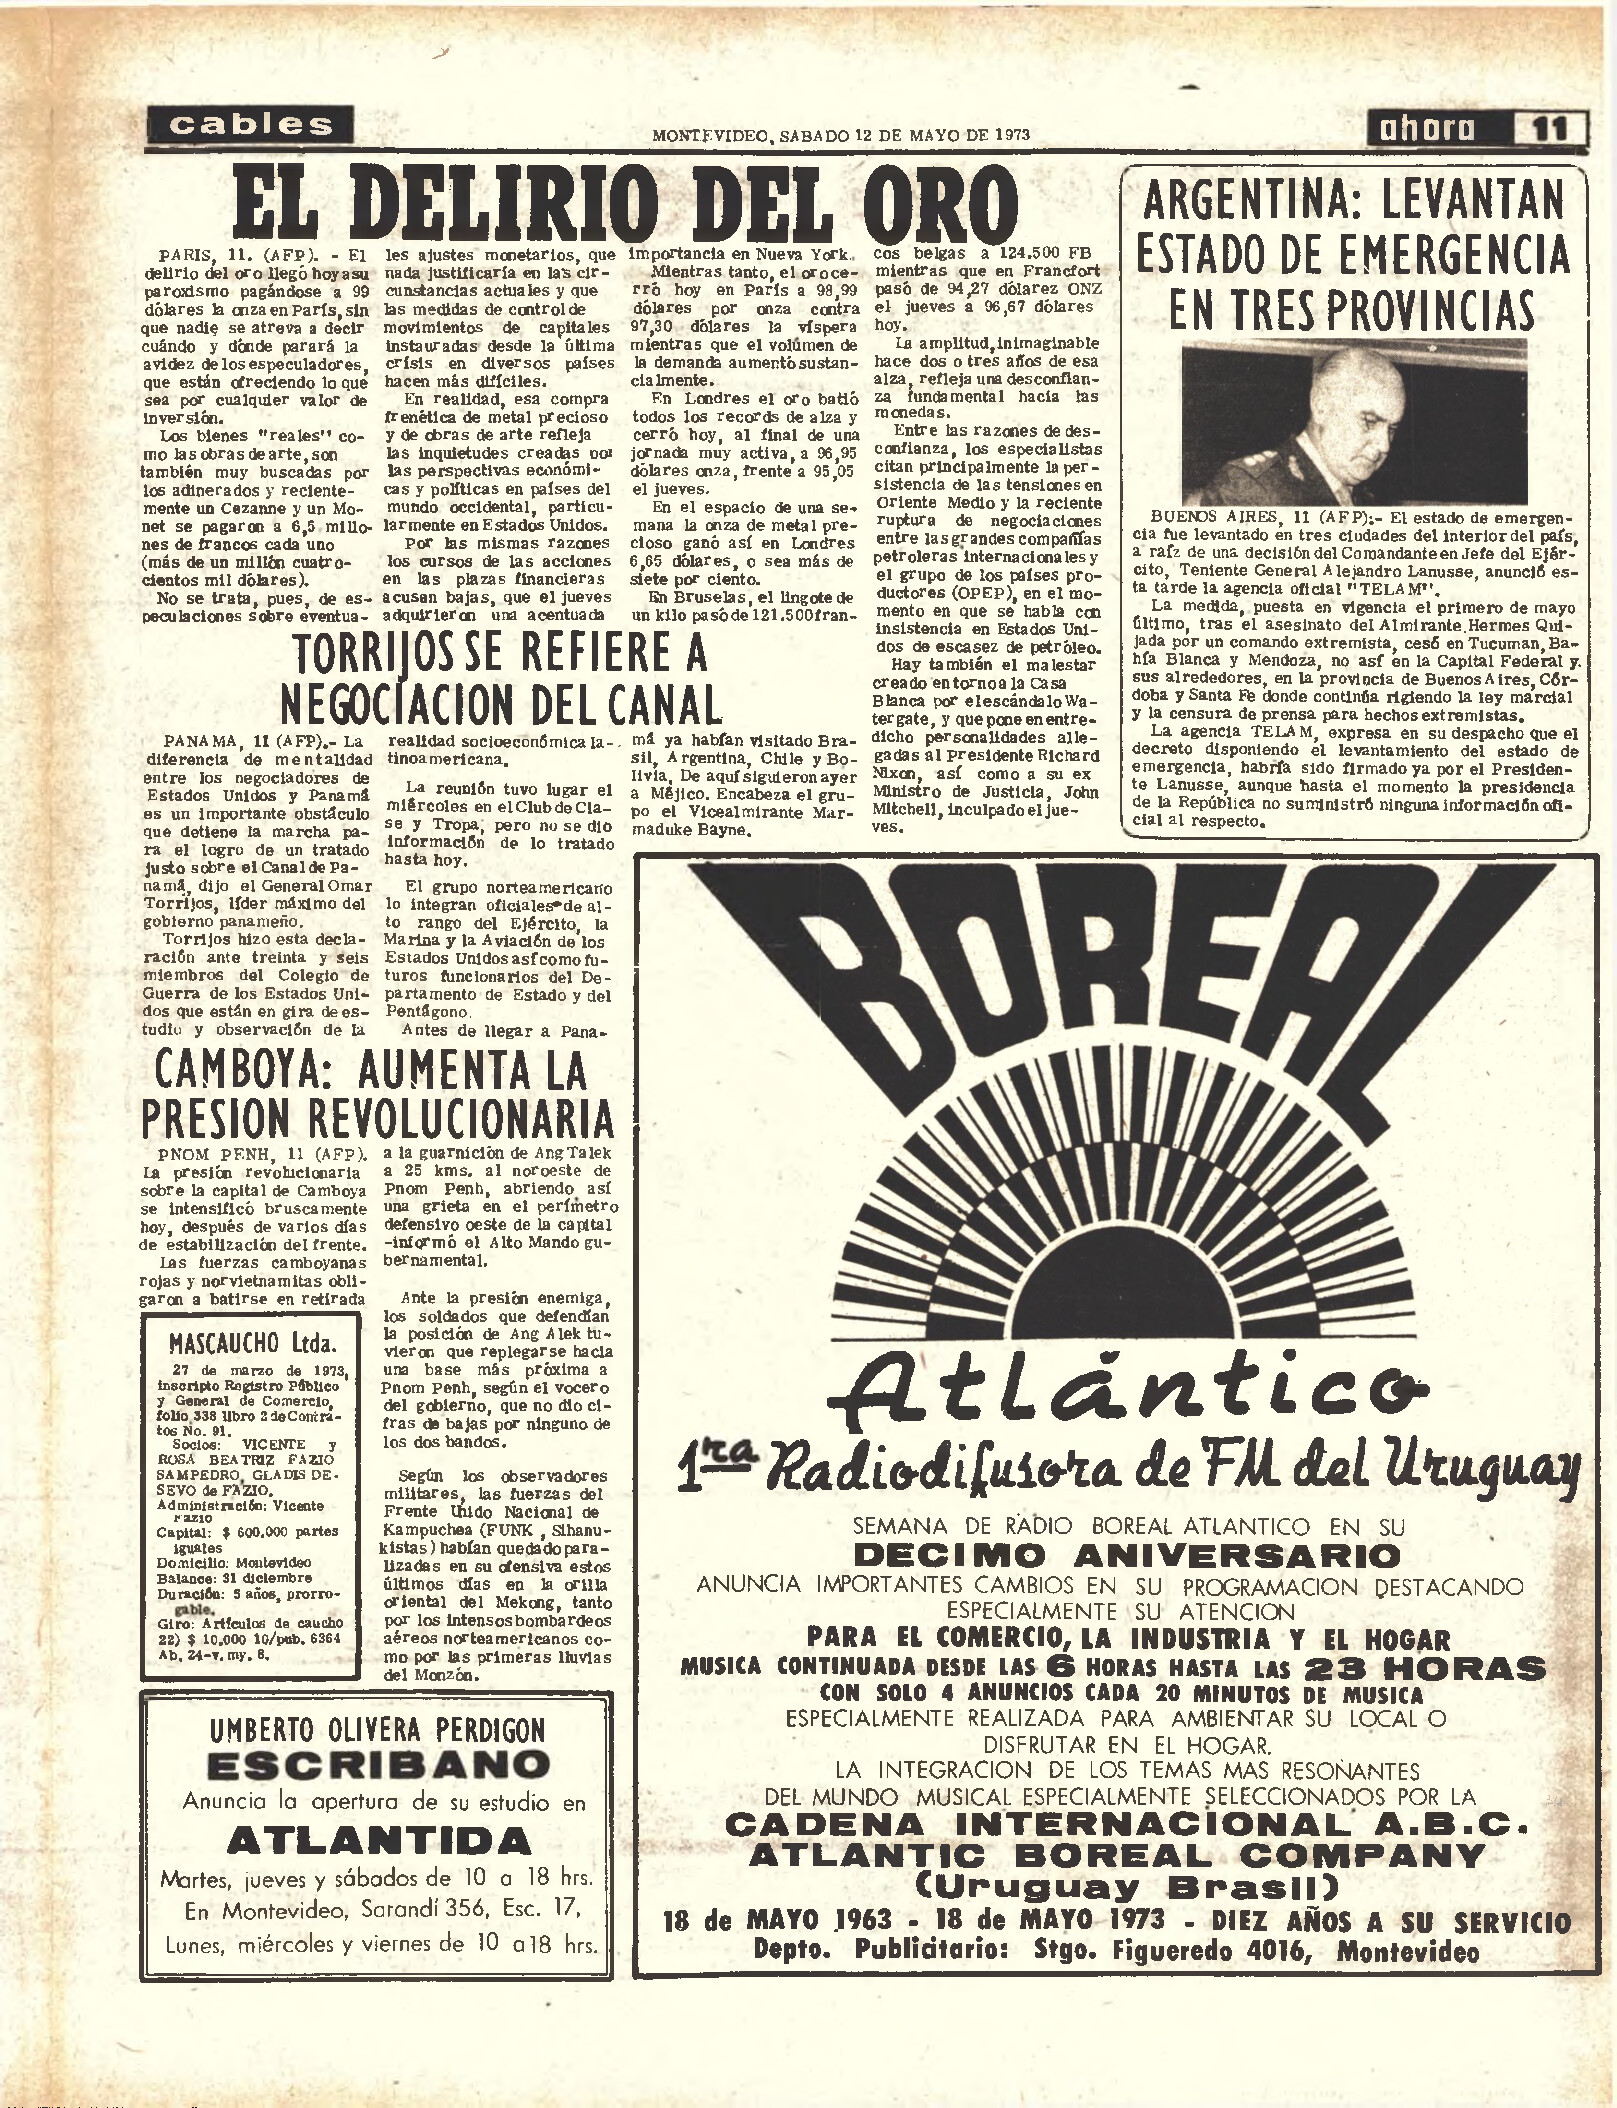 cables
MONTEVIDEO, SABADO 12 DE MAYO DE 1973
ahora 11
EL DELIRIO DEL ORO
PARIS, 11. (AFP). - El
delirio del oro llegó hoy a su
paroxismo pagándose a 99
dólares la onza en París, sin
que nadie se atreva a decir
cuándo y dónde parará la
avidez de los especuladores,
que están ofreciendo lo que
sea por cualquier valor de
inversión.
Los bienes "reales" co-
mo las obras de arte, son
también muy buscadas por
los adinerados y reciente-
mente un Cezanne y un Mo-
net se pagaron a 6,5 millo-
nes de francos cada uno
(más de un millón cuatro-
cientos mil dólares).
No se trata, pues, de es-
peculaciones sobre eventua-
les ajustes monetarios, que
nada justificaría en las cir-
cunstancias actuales y que
las medidas de control de
movimientos de capitales
instauradas desde la última
crisis en diversos países
hacen más difíciles.
En realidad, esa compra
frenética de metal precioso
y de obras de arte refleja
las inquietudes creadas por
las perspectivas económi-
cas y políticas en países del
mundo occidental, particu-
larmente en Estados Unidos.
Por las mismas razones
los cursos de las acciones
en las plazas financieras
acusan bajas, que el jueves
adquirieron una acentuada
importancia en Nueva York.
Mientras tanto, el oro ce-
rró hoy en París a 98,99
dólares por onza contra
97,30 dólares la víspera
mientras que el volúmen de
la demanda aumentó sustan-
cialmente.
En Londres el oro batió
todos los records de alza y
cerró hoy, al final de una
jornada muy activa, a 96,95
dólares onza, frente a 95,05
el jueves.
En el espacio de una se-
mana la onza de metal pre-
cioso ganó así en Londres
6,65 dólares, o sea más de
siete por ciento.
En Bruselas, el lingote de
un kilo pasó de 121.500 fran-
cos belgas a 124.500 FB
mientras que en Francfort
pasó de 94,27 dólarez ONZ
el jueves a 96,67 dólares
hoy.
La amplitud, inimaginable
hace dos o tres años de esa
alza, refleja una desconfian-
za fundamental hacia las
monedas.
Entre las razones de des-
confianza, los especialistas
citan principalmente la per-
sistencia de las tensiones en
Oriente Medio y la reciente
ruptura de negociaciones
entre las grandes compañías
petroleras internacionales y
el grupo de los países pro-
ductores (OPEP), en el mo-
mento en que se habla con
insistencia en Estados Uni-
dos de escasez de petróleo.
Hay también el malestar
creado en torno a la Casa
Blanca por el escándalo Wa-
tergate, y que pone en entre-
dicho personalidades alle-
gadas al Presidente Richard
Nixon, así como a su ex
Ministro de Justicia, John
Mitchell, inculpado el jue-
ves.
ARGENTINA: LEVANTAN
ESTADO DE EMERGENCIA
EN TRES PROVINCIAS
BUENOS AIRES, 11 (AFP):- El estado de emergen-
cia fue levantado en tres ciudades del interior del país,
a raíz de una decisión del Comandante en Jefe del Ejér-
cito, Teniente General Alejandro Lanusse, anunció es-
ta tarde la agencia oficial "TELAM".
La medida, puesta en vigencia el primero de mayo
último, tras el asesinato del Almirante Hermes Qui-
jada por un comando extremista, cesó en Tucuman, Ba-
hía Blanca y Mendoza, no así en la Capital Federal y
sus alrededores, en la provincia de Buenos Aires, Cór-
doba y Santa Fe donde continúa rigiendo la ley marcial
y la censura de prensa para hechos extremistas.
La agencia TELAM, expresa en su despacho que el
decreto disponiendo el levantamiento del estado de
emergencia, habría sido firmado ya por el Presiden-
te Lanusse, aunque hasta el momento la presidencia
de la República no suministró ninguna información ofi-
cial al respecto.
TORRIJOS SE REFIERE A
NEGOCIACION DEL CANAL
PANAMA, 11 (AFP).- La
diferencia de mentalidad
entre los negociadores de
Estados Unidos y Panamá
es un importante obstáculo
que detiene la marcha pa-
ra el logro de un tratado
justo sobre el Canal de Pa-
namá, dijo el General Omar
Torrijos, líder máximo del
gobierno panameño.
Torrijos hizo esta decla-
ración ante treinta y seis
miembros del Colegio de
Guerra de los Estados Uni-
dos que están en gira de es-
tudio y observación de la
realidad socioeconómica la-
tinoamericana.
La reunión tuvo lugar el
miércoles en el Club de Cla-
se y Tropa, pero no se dio
información de lo tratado
hasta hoy.
El grupo norteamericano
lo integran oficiales de al-
to rango del Ejército, la
Marina y la Aviación de los
Estados Unidos así como fu-
turos funcionarios del De-
partamento de Estado y del
Pentágono.
Antes de llegar a Pana-
má ya habían visitado Bra-
sil, Argentina, Chile y Bo-
livia, De aquí siguieron ayer
a Méjico. Encabeza el gru-
po el Vicealmirante Mar-
maduke Bayne.
CAMBOYA: AUMENTA LA
PRESION REVOLUCIONARIA
PNOM PENH, 11 (AFP).
La presión revolucionaria
sobre la capital de Camboya
se intensificó bruscamente
hoy, después de varios días
de estabilización del frente.
Las fuerzas camboyanas
rojas y norvietnamitas obli-
garon a batirse en retirada
a la guarnición de Ang Talek
a 25 kms. al noroeste de
Pnom Penh, abriendo así
una grieta en el perímetro
defensivo oeste de la capital
-informó el Alto Mando gu-
bernamental.
Ante la presión enemiga,
los soldados que defendían
la posición de Ang Alek tu-
vieron que replegarse hacia
una base más próxima a
Pnom Penh, según el vocero
del gobierno, que no dio ci-
fras de bajas por ninguno de
los dos bandos.
Según los observadores
militares, las fuerzas del
Frente Unido Nacional de
Kampuchea (FUNK , Sihanu-
kistas) habían quedado para-
lizadas en su ofensiva estos
últimos días en la orilla
oriental del Mekong, tanto
por los intensos bombardeos
aéreos norteamericanos co-
mo por las primeras lluvias
del Monzón.
MASCAUCHO Ltda.
27 de marzo de 1973,
inscripto Registro Público
y General de Comercio,
folio 338 libro 2 de Contra-
tos No. 91.
Socios: VICENTE y
ROSA BEATRIZ FAZIO
SAMPEDRO, GLADIS DE-
SEVO de FAZIO.
Administración: Vicente
Fazio
Capital: $ 600.000 partes
iguales
Domicilio: Montevideo
Balance: 31 diciembre
Duración: 5 años, prorro-
gable.
Giro: Artículos de caucho
22) $ 10.000 10/pub. 6364
Ab. 24-v. my. 8.
UMBERTO OLIVERA PERDIGON
ESCRIBANO
Anuncia la apertura de su estudio en
ATLANTIDA
Martes, jueves y sábados de 10 a 18 hrs.
En Montevideo, Sarandí 356, Esc. 17,
Lunes, miércoles y viernes de 10 a 18 hrs.
BOREAL
Atlántico
1ra Radiodifusora de FM del Uruguay
SEMANA DE RADIO BOREAL ATLANTICO EN SU
DECIMO ANIVERSARIO
ANUNCIA IMPORTANTES CAMBIOS EN SU PROGRAMACION DESTACANDO
ESPECIALMENTE SU ATENCION
PARA EL COMERCIO, LA INDUSTRIA Y EL HOGAR
MUSICA CONTINUADA DESDE LAS 6 HORAS HASTA LAS 23 HORAS
CON SOLO 4 ANUNCIOS CADA 20 MINUTOS DE MUSICA
ESPECIALMENTE REALIZADA PARA AMBIENTAR SU LOCAL O
DISFRUTAR EN EL HOGAR.
LA INTEGRACION DE LOS TEMAS MAS RESONANTES
DEL MUNDO MUSICAL ESPECIALMENTE SELECCIONADOS POR LA
CADENA INTERNACIONAL A.B.C.
ATLANTIC BOREAL COMPANY
(Uruguay Brasil)
18 de MAYO 1963 - 18 de MAYO 1973 - DIEZ AÑOS A SU SERVICIO
Depto. Publicitario: Stgo. Figueredo 4016, Montevideo